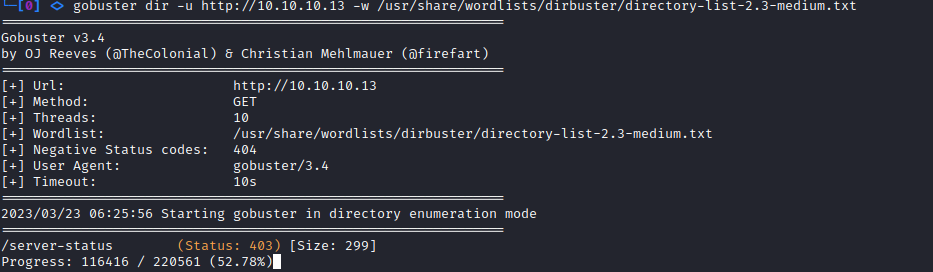 └─[0] <> gobuster dir -u http://10.10.10.13 -w /usr/share/wordlists/dirbuster/directory-list-2.3-medium.txt
===============================================================
Gobuster v3.4
by OJ Reeves (@TheColonial) & Christian Mehlmauer (@firefart)
===============================================================
[+] Url:                     http://10.10.10.13
[+] Method:                  GET
[+] Threads:                 10
[+] Wordlist:                /usr/share/wordlists/dirbuster/directory-list-2.3-medium.txt
[+] Negative Status codes:   404
[+] User Agent:              gobuster/3.4
[+] Timeout:                 10s
===============================================================
2023/03/23 06:25:56 Starting gobuster in directory enumeration mode
===============================================================
/server-status        (Status: 403) [Size: 299]
Progress: 116416 / 220561 (52.78%)